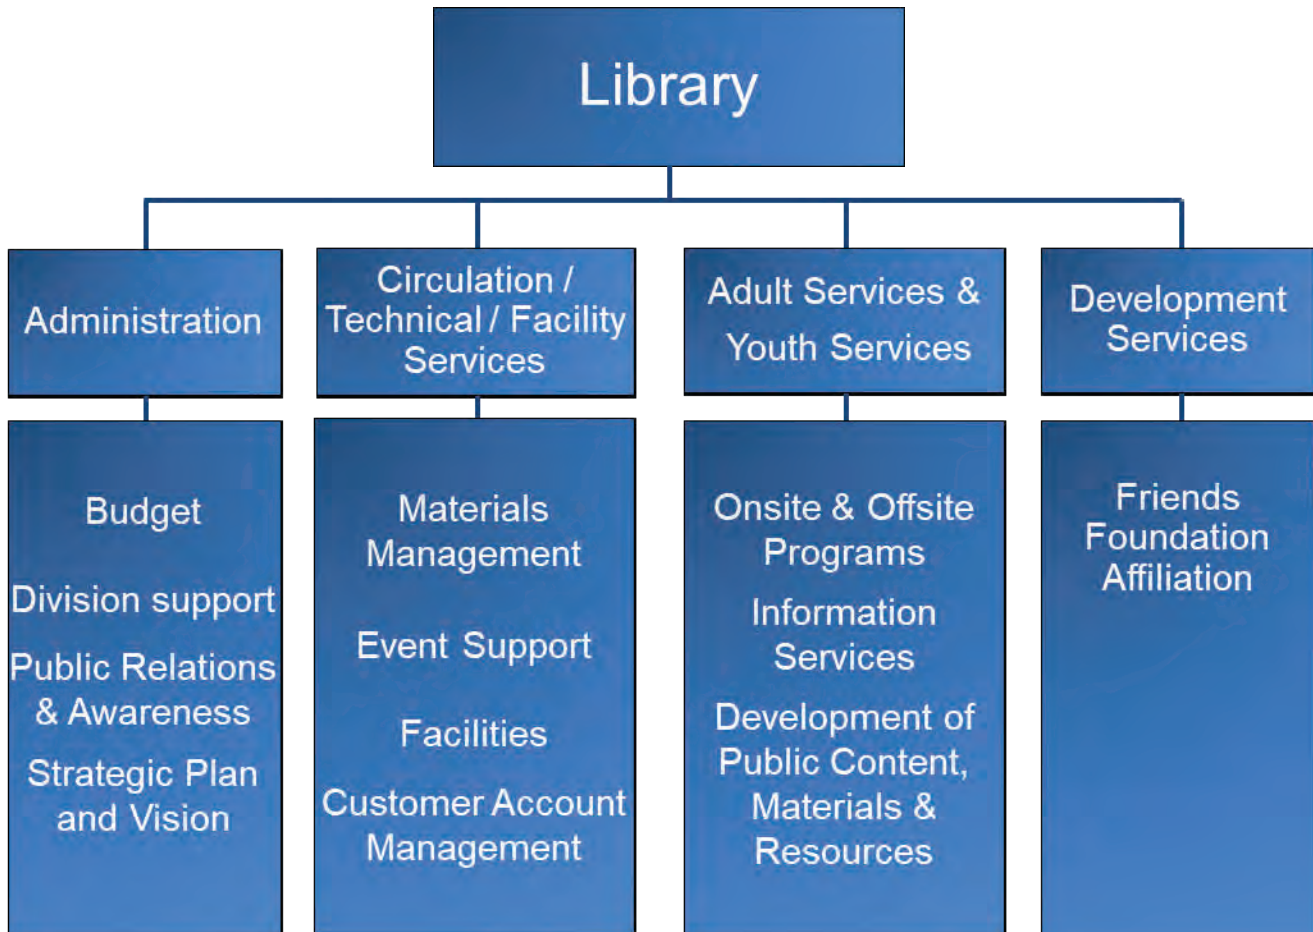 Library
Administration
Circulation /
Technical / Facility
Services
Adult Services &
Youth Services
Development
Services
Budget
Division support
Public Relations
& Awareness
Strategic Plan
and Vision
Materials
Management
Event Support
Facilities
Customer Account
Management
Onsite & Offsite
Programs
Information
Services
Development of
Public Content,
Materials &
Resources
Friends
Foundation
Affiliation